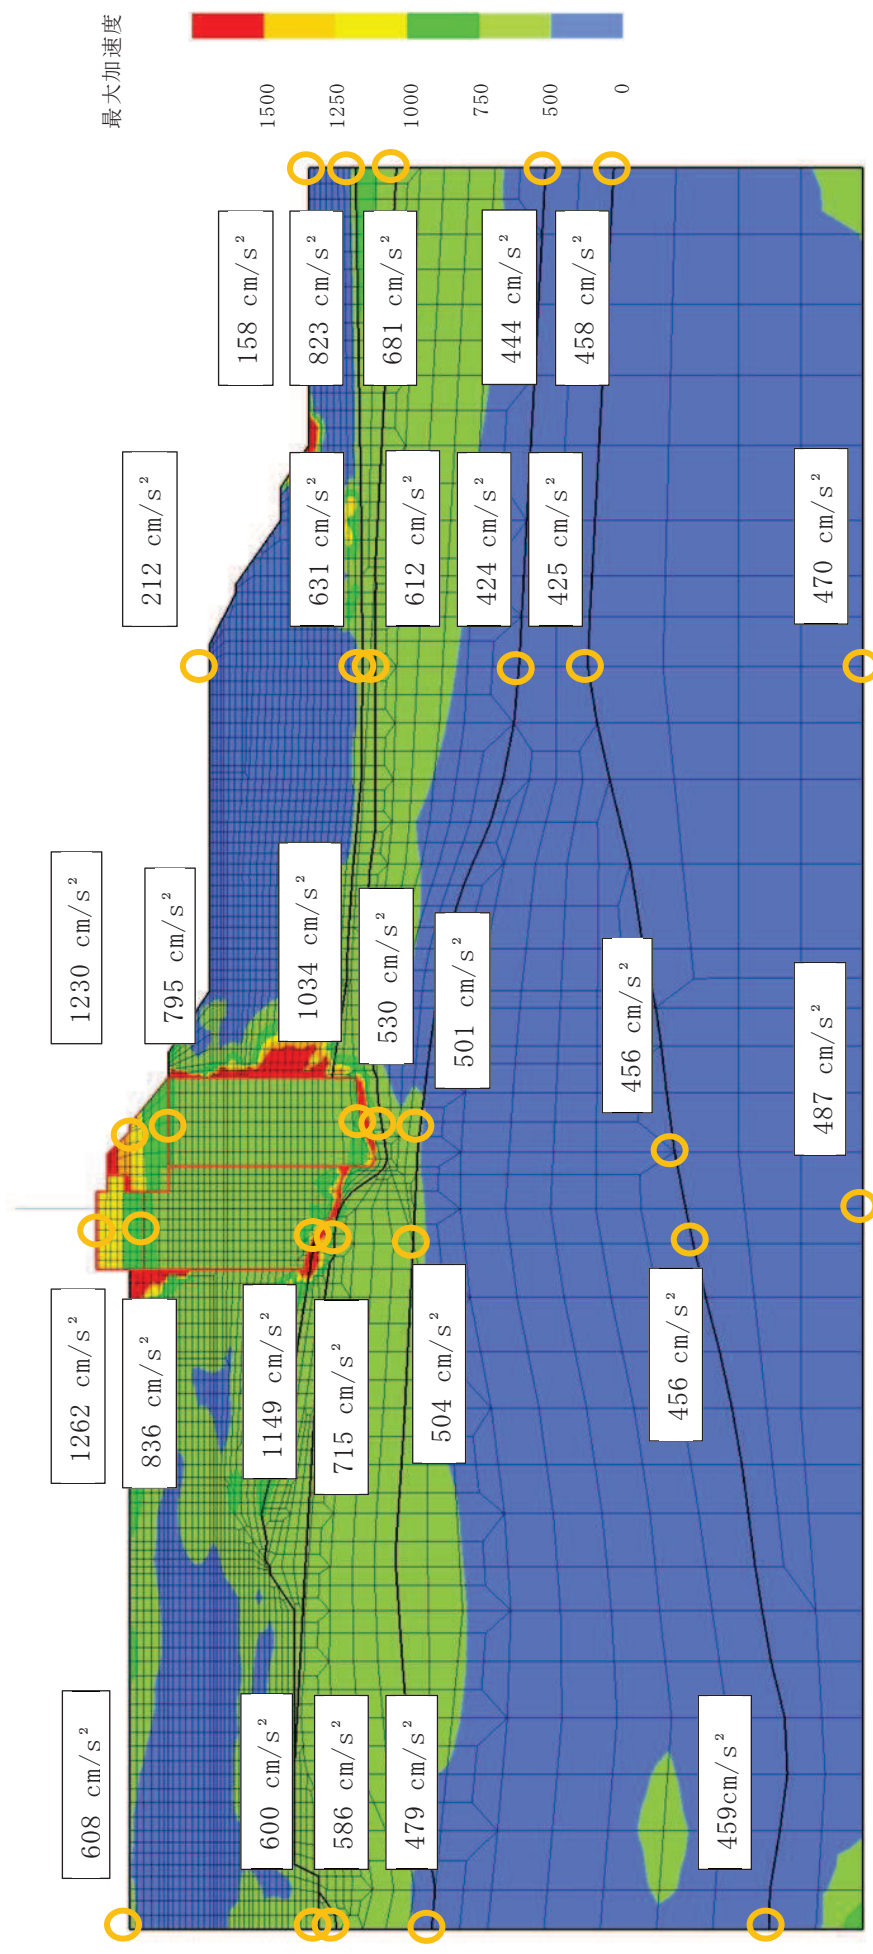 最大加速度
1500
1250
1000
750
500
0
158 cm/s²
823 cm/s²
681 cm/s²
444 cm/s²
458 cm/s²
212 cm/s²
631 cm/s²
612 cm/s²
424 cm/s²
425 cm/s²
470 cm/s²
1230 cm/s²
795 cm/s²
1034 cm/s²
530 cm/s²
501 cm/s²
456 cm/s²
487 cm/s²
1262 cm/s²
836 cm/s²
1149 cm/s²
715 cm/s²
504 cm/s²
456 cm/s²
608 cm/s²
600 cm/s²
586 cm/s²
479 cm/s²
459cm/s²